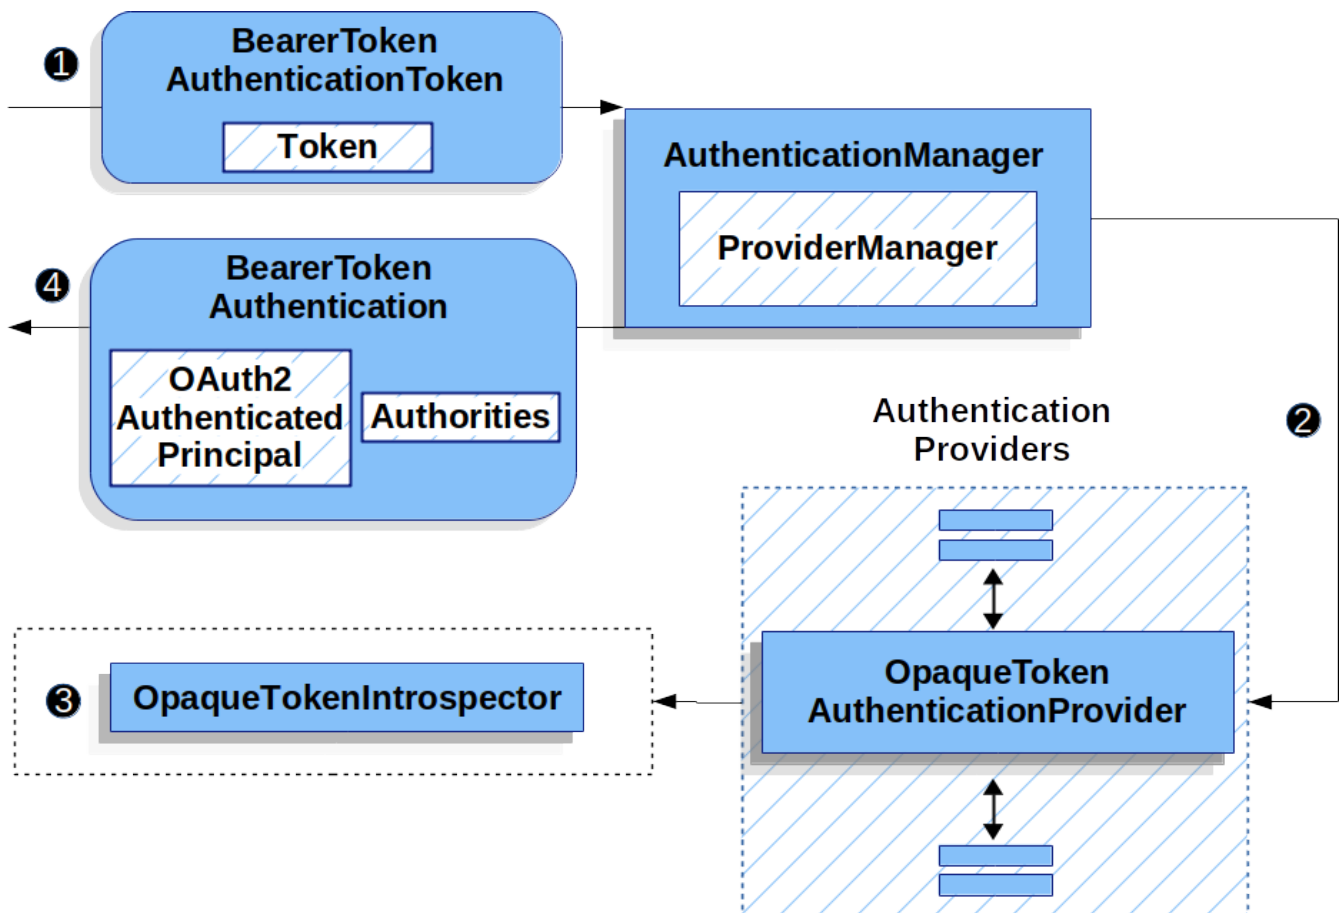 1
BearerToken
AuthenticationToken
Token
AuthenticationManager
ProviderManager
4
BearerToken
Authentication
OAuth2
Authenticated
Principal
Authorities
Authentication
Providers
2
3
OpaqueTokenIntrospector
OpaqueToken
AuthenticationProvider